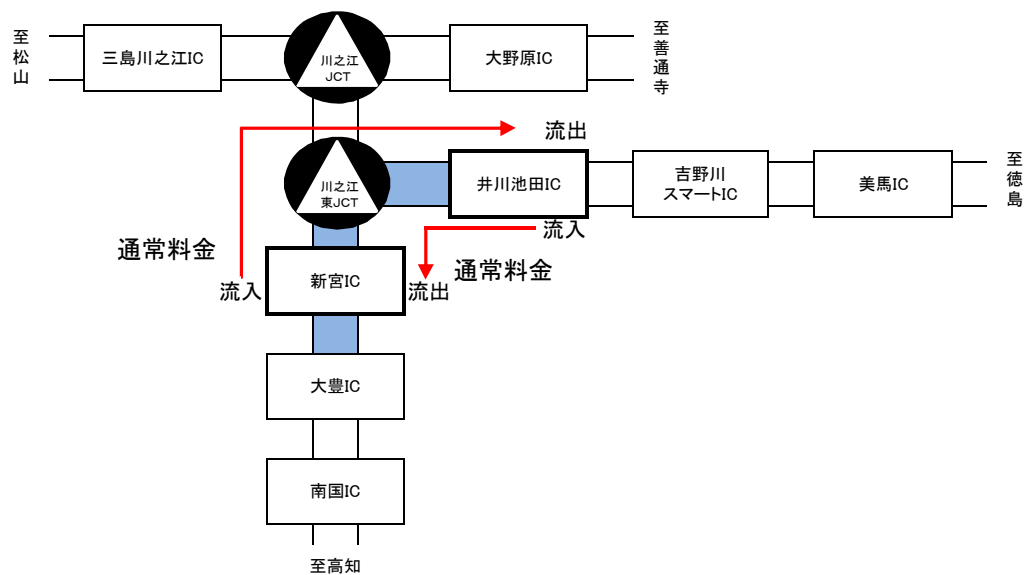 至松山
三島川之江IC
川之江
JCT
大野原IC
至善通寺
流出
川之江
東JCT
井川池田IC
吉野川
スマートIC
美馬IC
至徳島
流入
通常料金
通常料金
流入
新宮IC
流出
大豊IC
南国IC
至高知